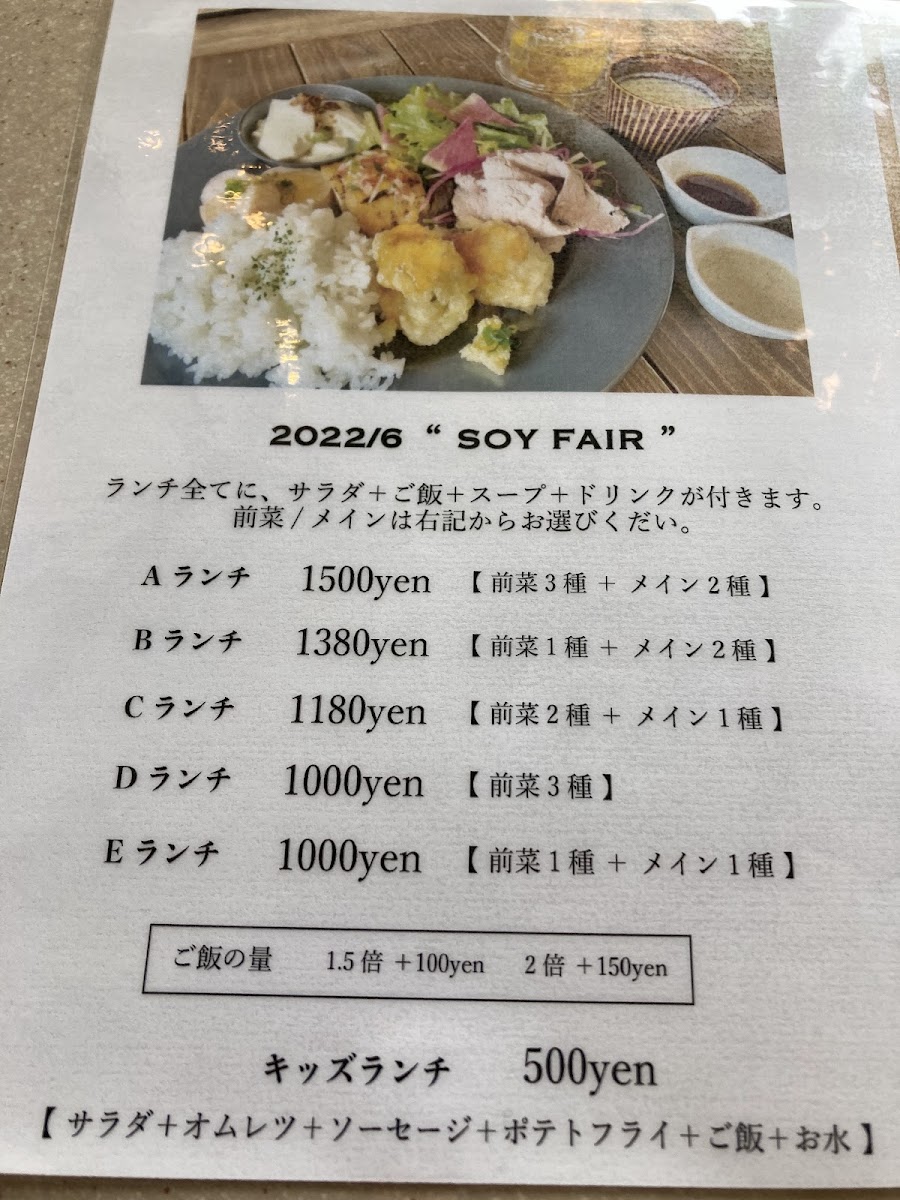 2022/6 “ SOY FAIR ”
ランチ全てに、サラダ＋ご飯＋スープ＋ドリンクが付きます。
前菜 / メインは右記からお選びくだい。
A ランチ 1500yen 【 前菜３種 ＋ メイン２種 】
B ランチ 1380yen 【 前菜１種 ＋ メイン２種 】
C ランチ 1180yen 【 前菜２種 ＋ メイン１種 】
D ランチ 1000yen 【 前菜３種 】
E ランチ 1000yen 【 前菜１種 ＋ メイン１種 】
ご飯の量 1.5 倍 ＋100yen 2 倍 ＋150yen
キッズランチ 500yen
【 サラダ＋オムレツ＋ソーセージ＋ポテトフライ＋ご飯＋お水 】